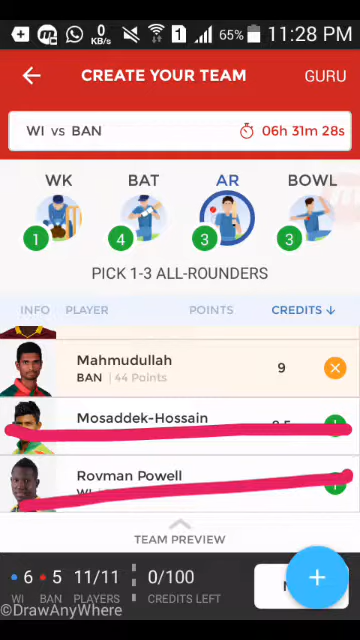 0
KB/s
1
65%
11:28 PM
CREATE YOUR TEAM
GURU
WI vs BAN
06h 31m 28s
WK
BAT
AR
BOWL
1
4
3
3
PICK 1-3 ALL-ROUNDERS
INFO
PLAYER
POINTS
CREDITS ↓
Mahmudullah
BAN | 44 Points
9
Mosaddek-Hossain
Rovman Powell
TEAM PREVIEW
6 5 11/11 0/100
WI BAN PLAYERS CREDITS LEFT
©DrawAnyWhere